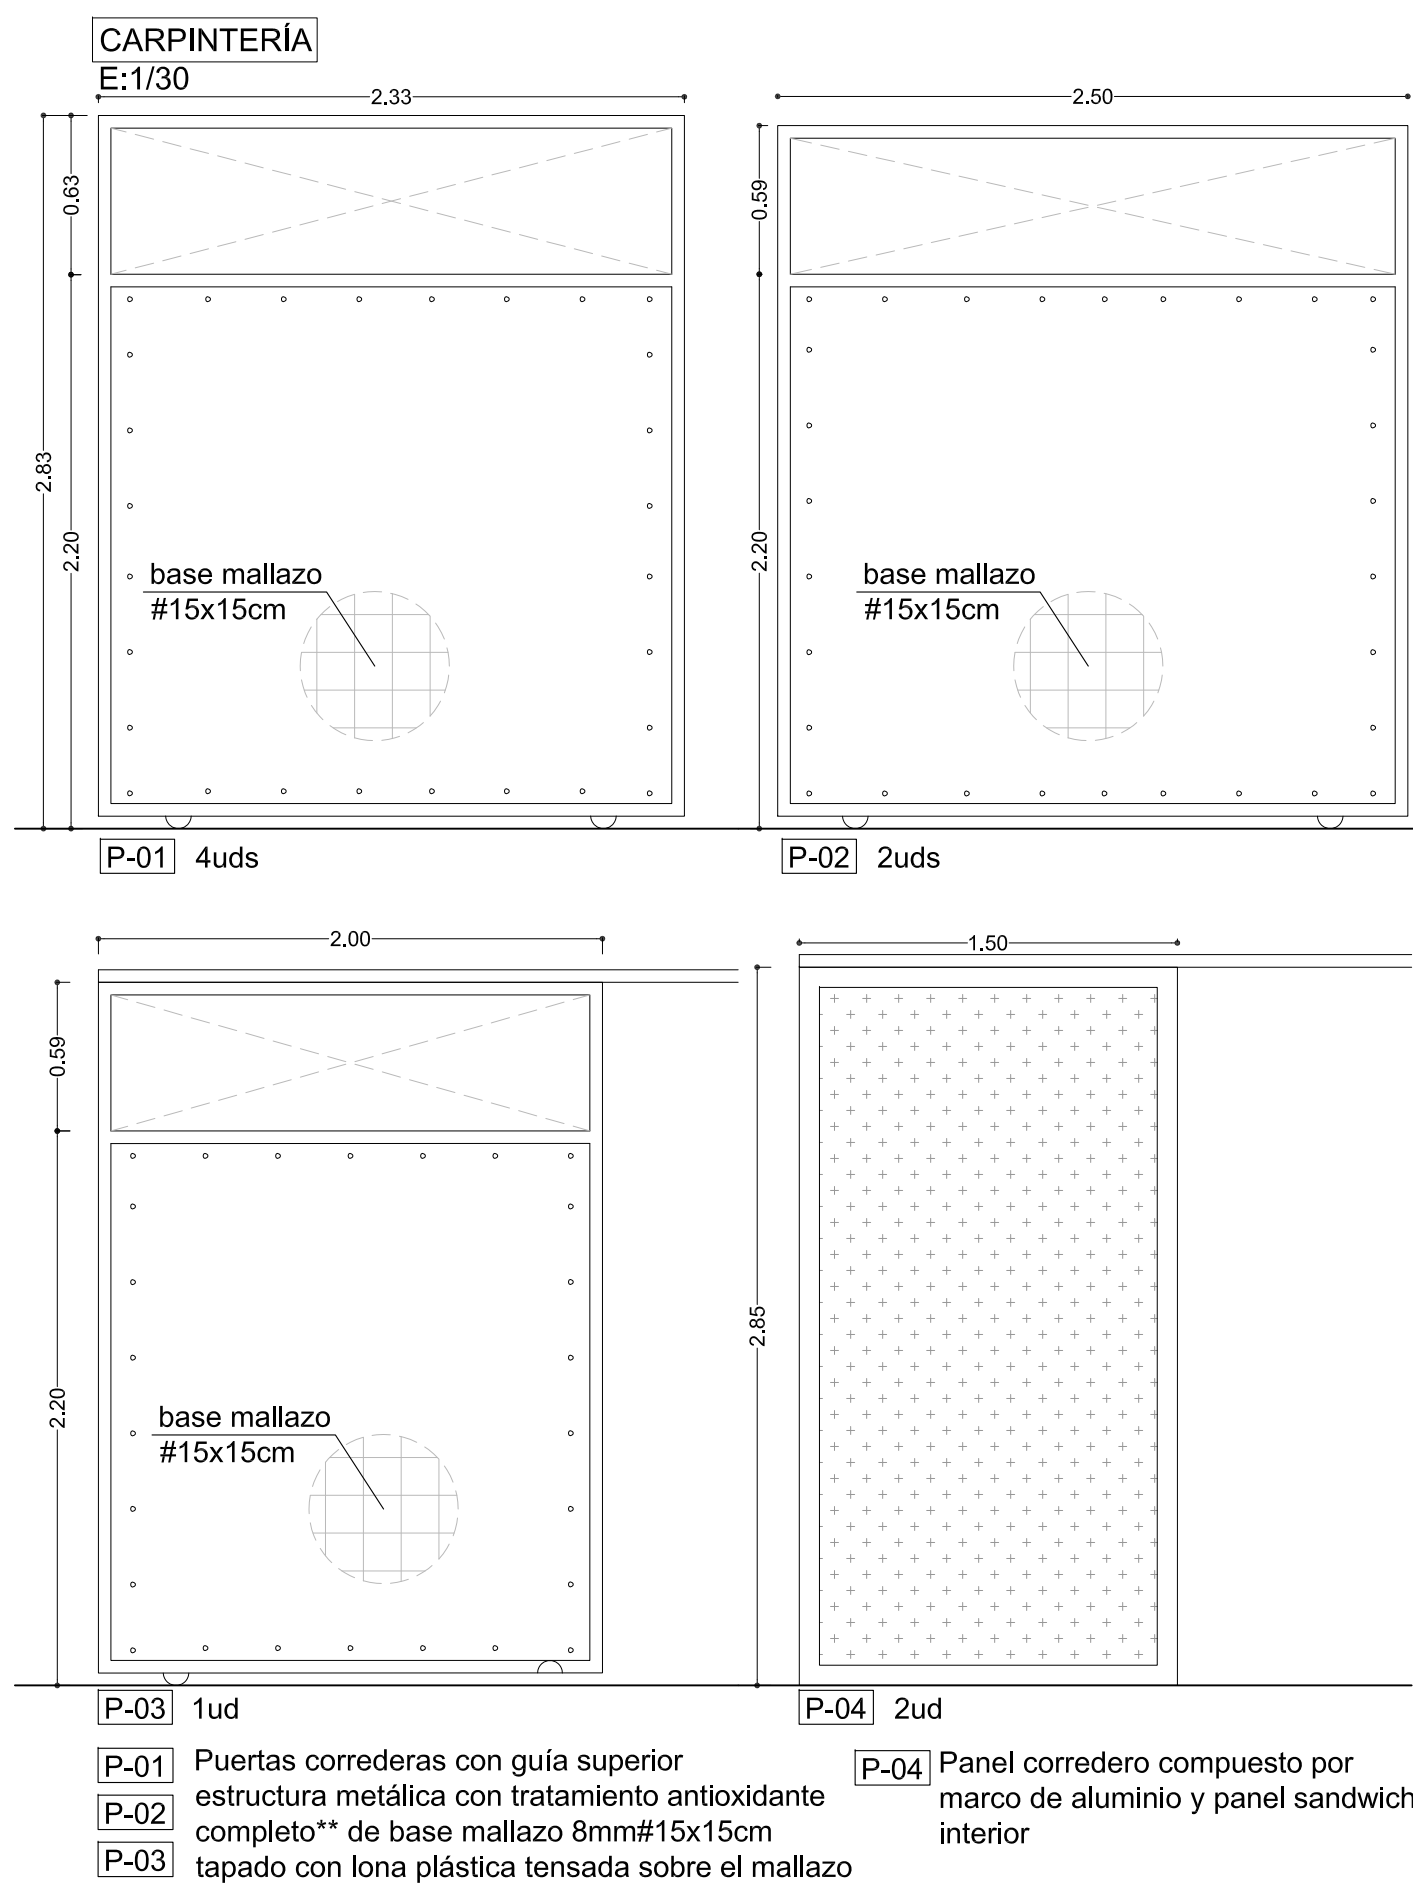 CARPINTERÍA
E:1/30
2.33
2.50
0.63
0.59
2.83
2.20
2.20
base mallazo
#15x15cm
base mallazo
#15x15cm
P-01 4uds
P-02 2uds
2.00
1.50
0.59
2.85
2.20
base mallazo
#15x15cm
P-03 1ud
P-04 2ud
P-01 Puertas correderas con guía superior
estructura metálica con tratamiento antioxidante
P-02
completo** de base mallazo 8mm#15x15cm
P-03
tapado con lona plástica tensada sobre el mallazo
P-04 Panel corredero compuesto por
marco de aluminio y panel sandwich
interior